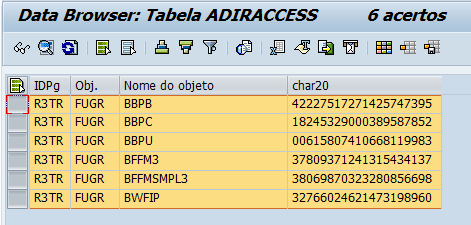 Data Browser: Tabela ADIRACCESS 6 acertos
IDPg Obj. Nome do objeto char20
R3TR FUGR BBPB 42227517271425747395
R3TR FUGR BBPC 18245329000389587852
R3TR FUGR BBPU 00615807410668119983
R3TR FUGR BFFM3 37809371241315434137
R3TR FUGR BFFMSMPL3 38069870323280856698
R3TR FUGR BWFIP 32766024621473198960